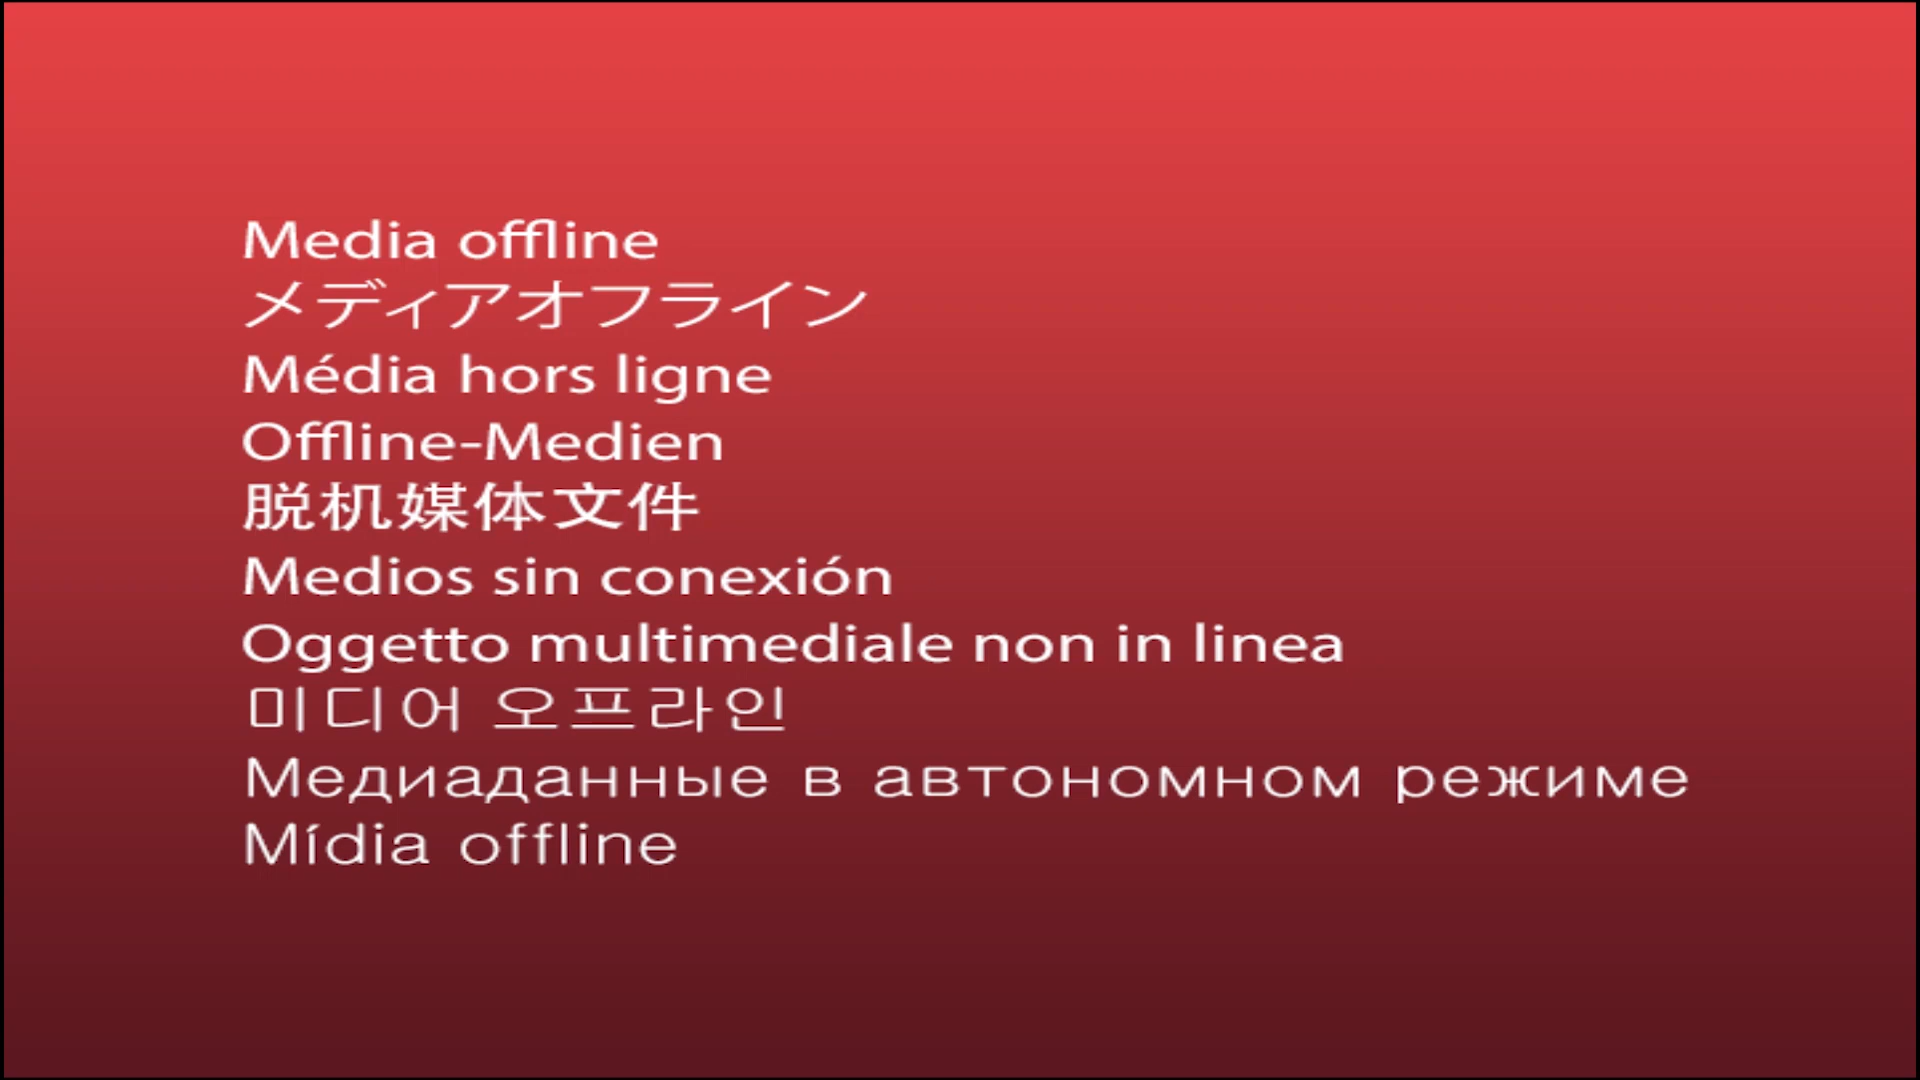 Media offline
メディアオフライン
Média hors ligne
Offline-Medien
脱机媒体文件
Medios sin conexión
Oggetto multimediale non in linea
미디어 오프라인
Медиаданные в автономном режиме
Mídia offline